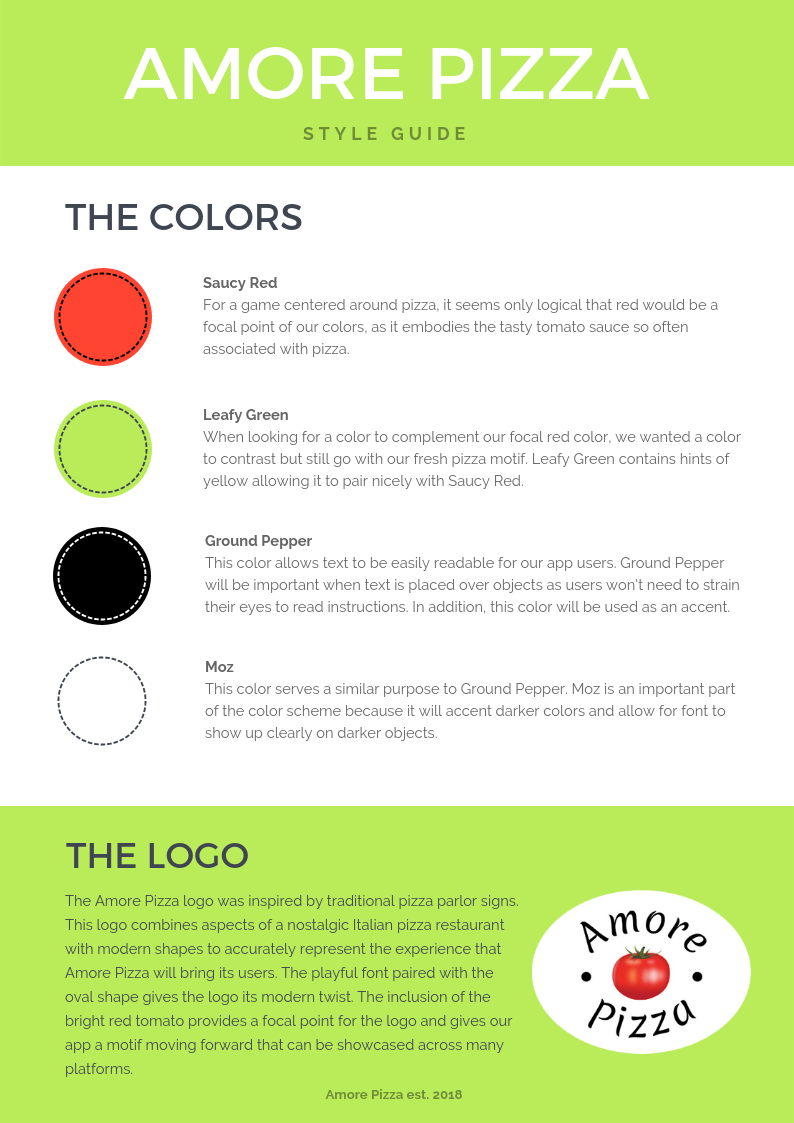 AMORE PIZZA
STYLE GUIDE
THE COLORS
Saucy Red
For a game centered around pizza, it seems only logical that red would be a
focal point of our colors, as it embodies the tasty tomato sauce so often
associated with pizza.
Leafy Green
When looking for a color to complement our focal red color, we wanted a color
to contrast but still go with our fresh pizza motif. Leafy Green contains hints of
yellow allowing it to pair nicely with Saucy Red.
Ground Pepper
This color allows text to be easily readable for our app users. Ground Pepper
will be important when text is placed over objects as users won't need to strain
their eyes to read instructions. In addition, this color will be used as an accent.
Moz
This color serves a similar purpose to Ground Pepper. Moz is an important part
of the color scheme because it will accent darker colors and allow for font to
show up clearly on darker objects.
THE LOGO
The Amore Pizza logo was inspired by traditional pizza parlor signs.
This logo combines aspects of a nostalgic Italian pizza restaurant
with modern shapes to accurately represent the experience that
Amore Pizza will bring its users. The playful font paired with the
oval shape gives the logo its modern twist. The inclusion of the
bright red tomato provides a focal point for the logo and gives our
app a motif moving forward that can be showcased across many
platforms.
Amore
Pizza
Amore Pizza est. 2018